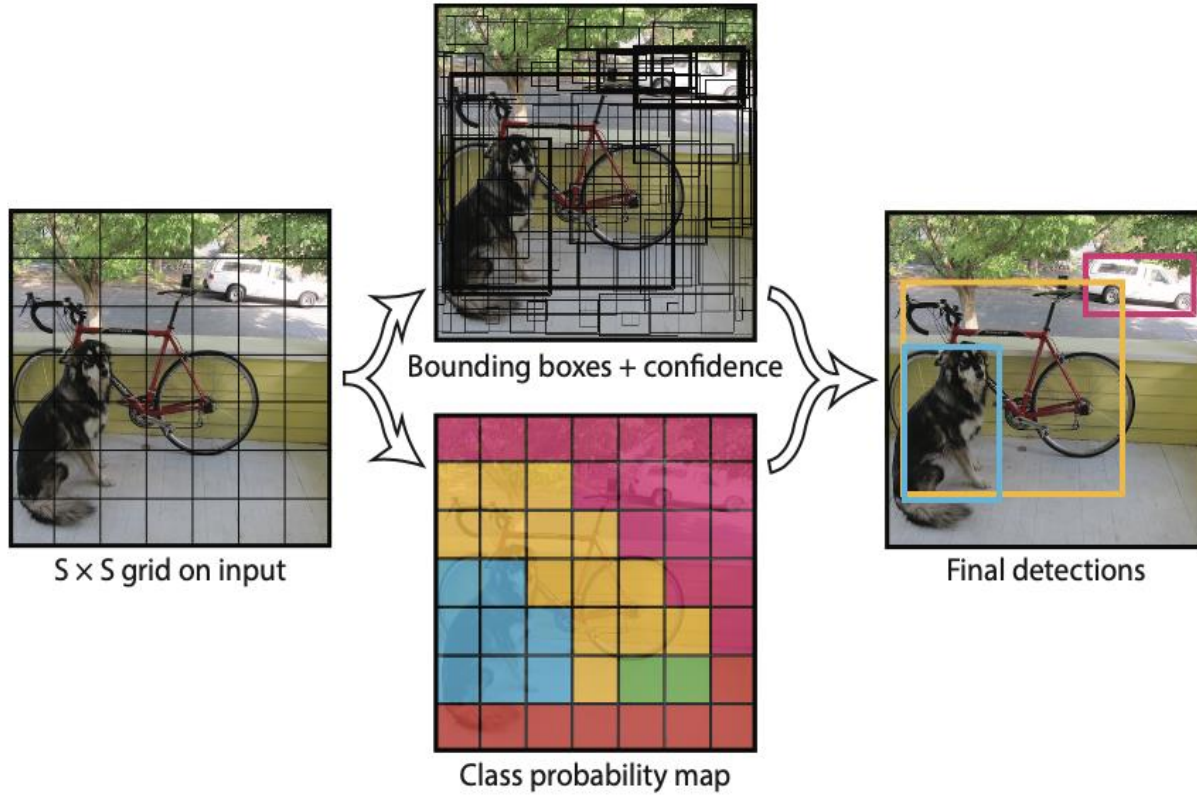 S × S grid on input
Bounding boxes + confidence
Class probability map
Final detections